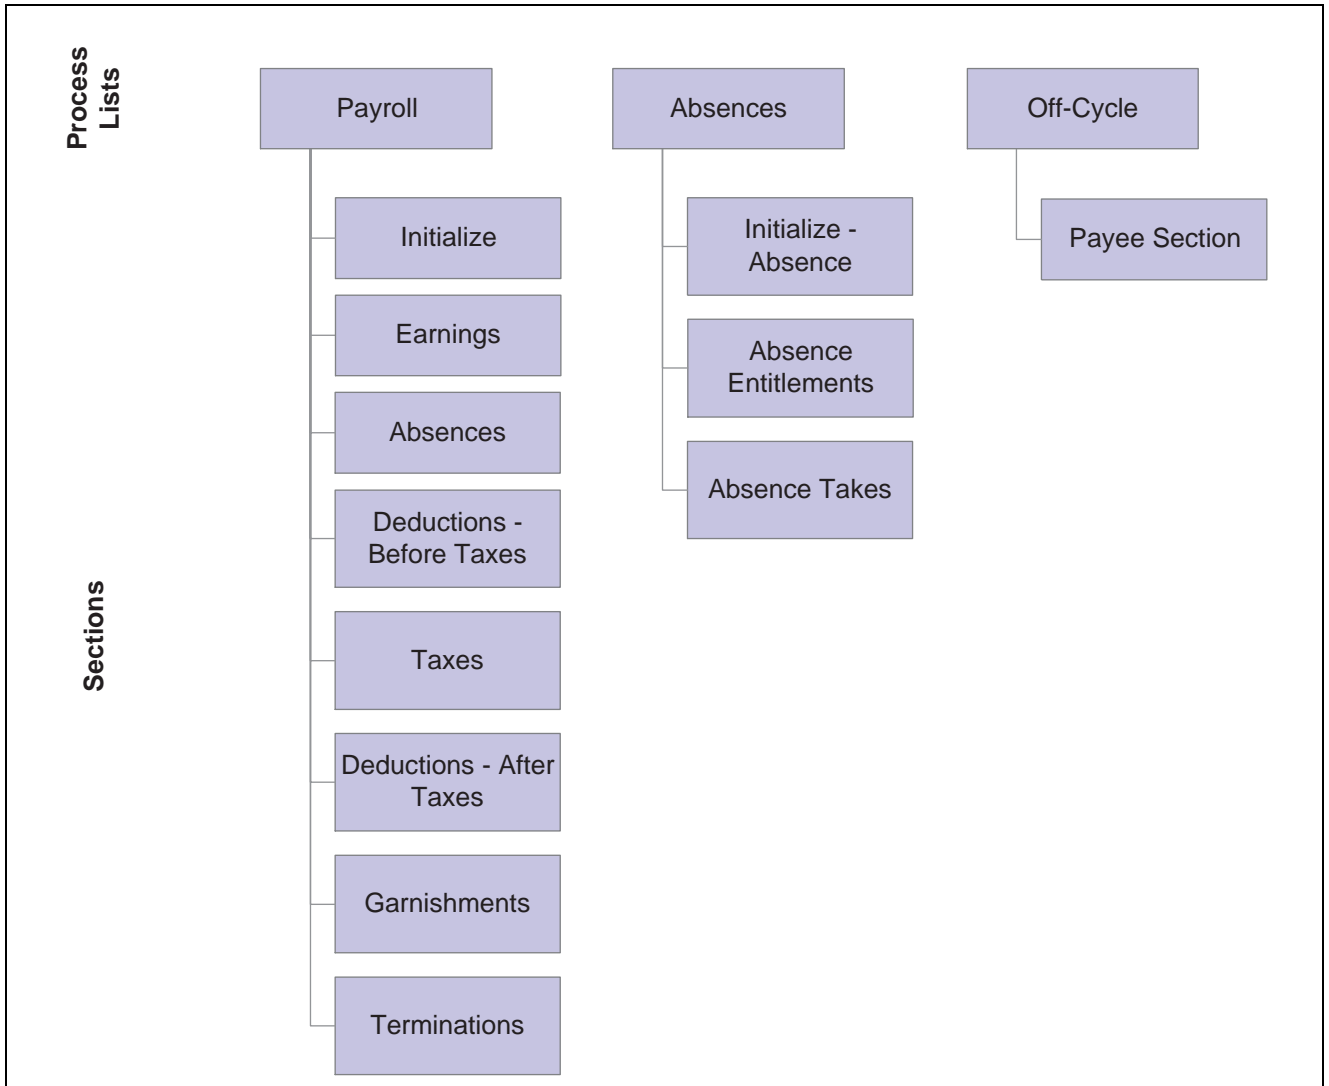 Process
Lists
Payroll
Absences
Off-Cycle
Sections
Initialize
Earnings
Absences
Deductions -
Before Taxes
Taxes
Deductions - After
Taxes
Garnishments
Terminations
Initialize -
Absence
Absence
Entitlements
Absence Takes
Payee Section